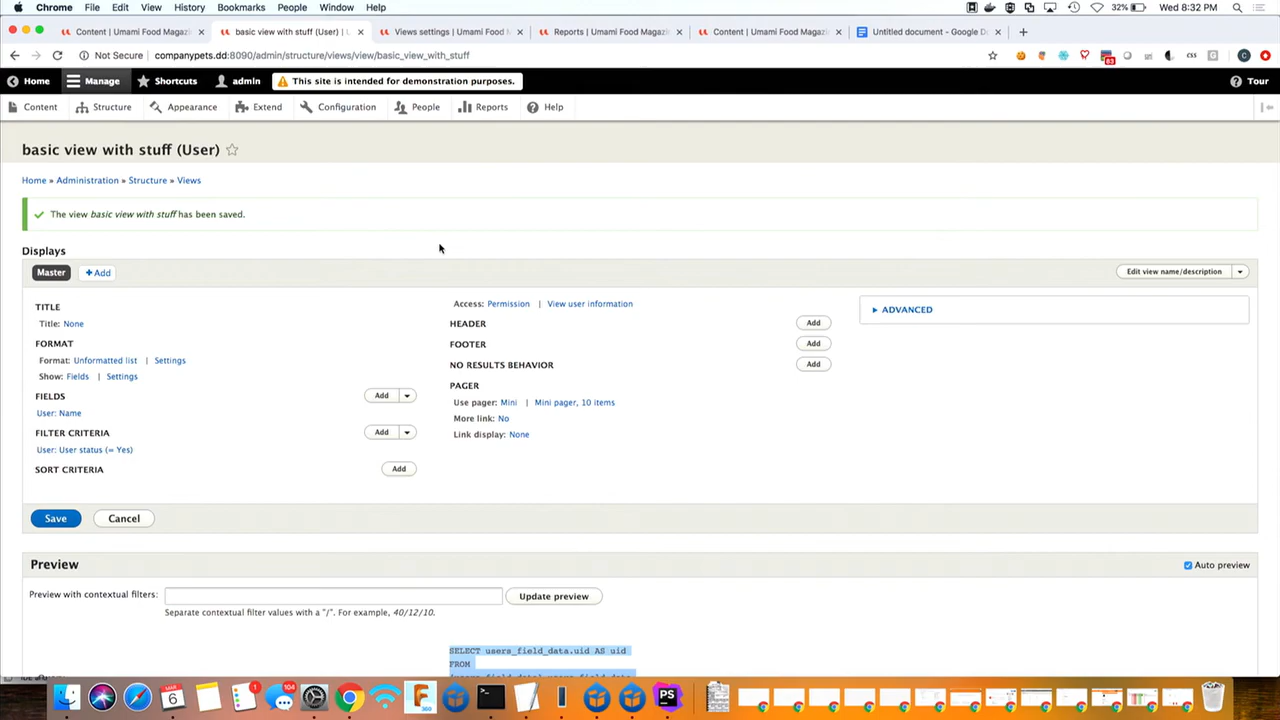 Chrome File Edit View History Bookmarks People Window Help 32% Wed 8:32 PM
Content | Umami Food Magaz × basic view with stuff (User) | × Views settings | Umami Food M × Reports | Umami Food Magazi × Content | Umami Food Magazi × Untitled document - Google Do ×
Not Secure companypets.dd:8090/admin/structure/views/view/basic_view_with_stuff
Home Manage Shortcuts admin This site is intended for demonstration purposes. Tour
Content Structure Appearance Extend Configuration People Reports Help
basic view with stuff (User)
Home » Administration » Structure » Views
The view basic view with stuff has been saved.
Displays
Master + Add Edit view name/description
TITLE
Title: None
FORMAT
Format: Unformatted list | Settings
Show: Fields | Settings
FIELDS Add
User: Name
FILTER CRITERIA Add
User: User status (= Yes)
SORT CRITERIA Add
Access: Permission | View user information
HEADER Add
FOOTER Add
NO RESULTS BEHAVIOR Add
PAGER
Use pager: Mini | Mini pager, 10 items
More link: No
Link display: None
ADVANCED
Save Cancel
Preview Auto preview
Preview with contextual filters: Update preview
Separate contextual filter values with a "/". For example, 40/12/10.
SELECT users_field_data.uid AS uid
FROM